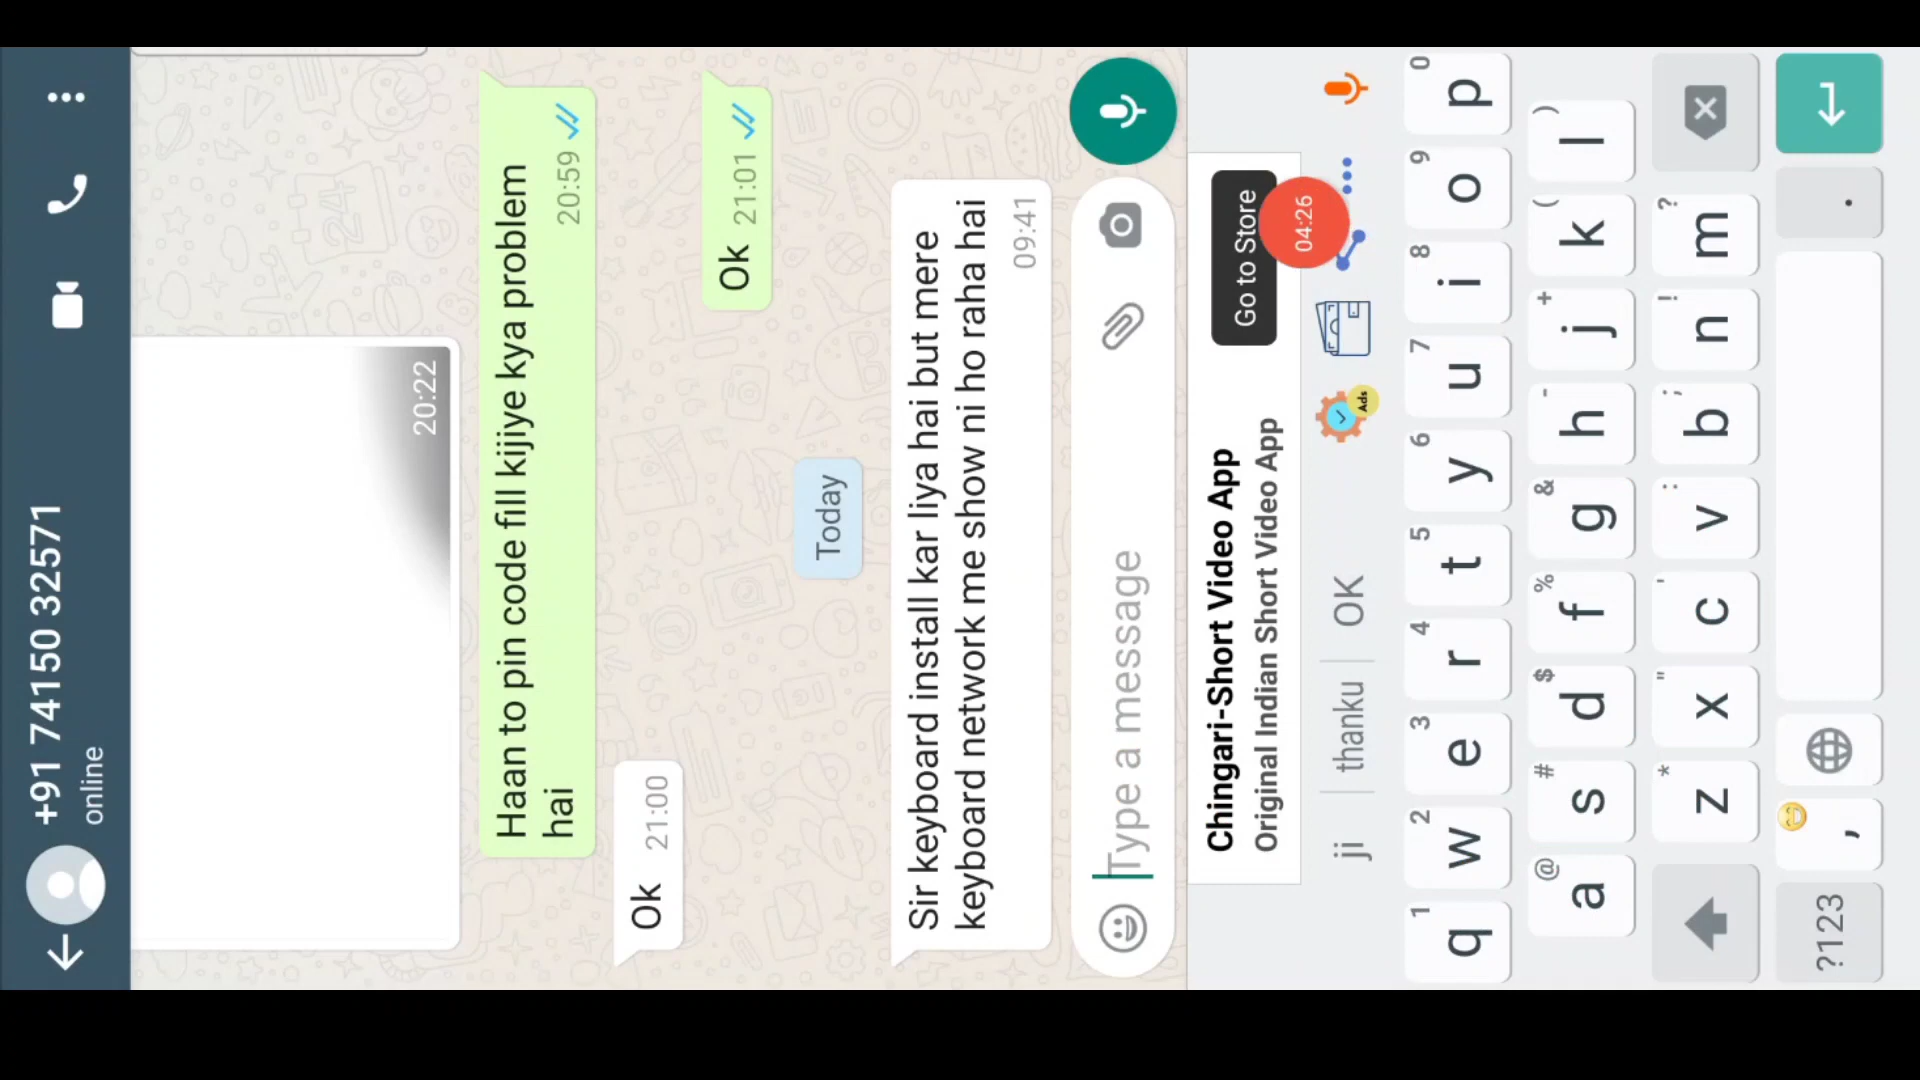 +91 74150 32571
online
20:22
Haan to pin code fill kijiye kya problem
hai
20:59
Ok 21:00
Ok 21:01
Today
Sir keyboard install kar liya hai but mere
keyboard network me show ni ho raha hai
09:41
Type a message
Chingari-Short Video App
Original Indian Short Video App
Go to Store
04:26
ji thanku OK
Ads
1 2 3 4 5 6 7 8 9 0
q w e r t y u i o p
@ # $ % & - + ( )
a s d f g h j k l
* " ' : ; ! ?
z x c v b n m
?123 , .